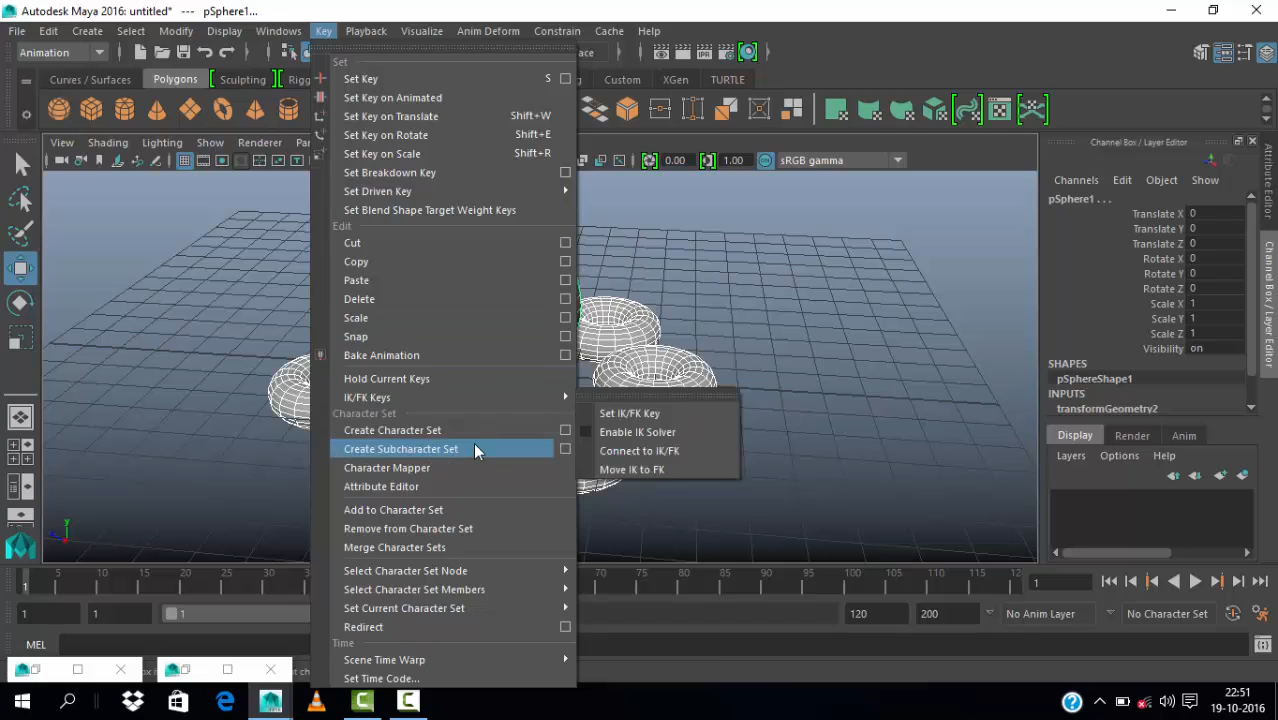 Autodesk Maya 2016: untitled* --- pSphere1...
File Edit Create Select Modify Display Windows Key Playback Visualize Anim Deform Constrain Cache Help
Animation
Curves / Surfaces Polygons Sculpting Rigg Custom XGen TURTLE
View Shading Lighting Show Renderer Par 0.00 1.00 sRGB gamma
Set
Set Key S
Set Key on Animated
Set Key on Translate Shift+W
Set Key on Rotate Shift+E
Set Key on Scale Shift+R
Set Breakdown Key
Set Driven Key
Set Blend Shape Target Weight Keys
Edit
Cut
Copy
Paste
Delete
Scale
Snap
Bake Animation
Hold Current Keys
IK/FK Keys
Character Set
Create Character Set
Create Subcharacter Set
Character Mapper
Attribute Editor
Add to Character Set
Remove from Character Set
Merge Character Sets
Select Character Set Node
Select Character Set Members
Set Current Character Set
Redirect
Time
Scene Time Warp
Set Time Code...
Set IK/FK Key
Enable IK Solver
Connect to IK/FK
Move IK to FK
Channel Box / Layer Editor
Channels Edit Object Show
pSphere1 . . .
Translate X 0
Translate Y 0
Translate Z 0
Rotate X 0
Rotate Y 0
Rotate Z 0
Scale X 1
Scale Y 1
Scale Z 1
Visibility on
SHAPES
pSphereShape1
INPUTS
transformGeometry2
Display Render Anim
Layers Options Help
Attribute Editor
Channel Box / Layer Editor
y
1 5 10 15 20 25 30 70 75 80 85 90 95 100 105 110 115 120 1
1 1 1 120 200 No Anim Layer No Character Set
MEL
22:51
19-10-2016